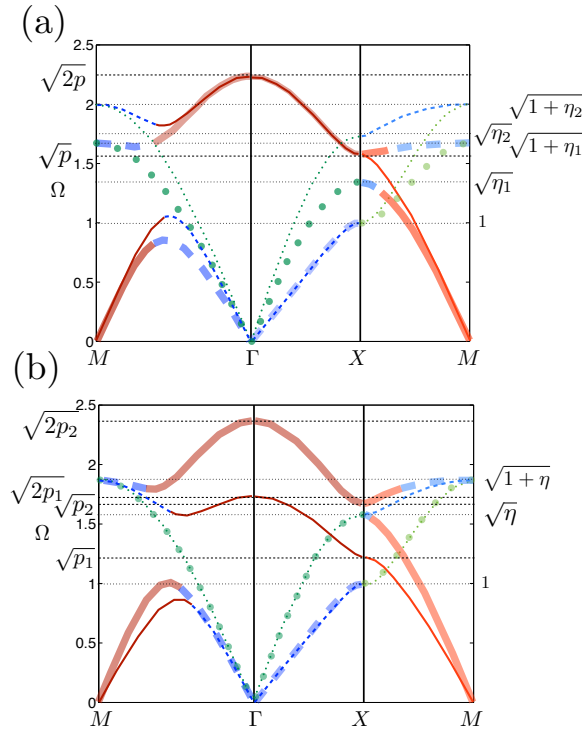 (a)
2.5
√2p
2
√1 + η₂
√η₂
√1 + η₁
√p
1.5
Ω
√η₁
1
1
0.5
0
M Γ X M
(b)
2.5
√2p₂
2
√1 + η
√2p₁
√p₂
1.5
√η
Ω
√p₁
1
1
0.5
0
M Γ X M